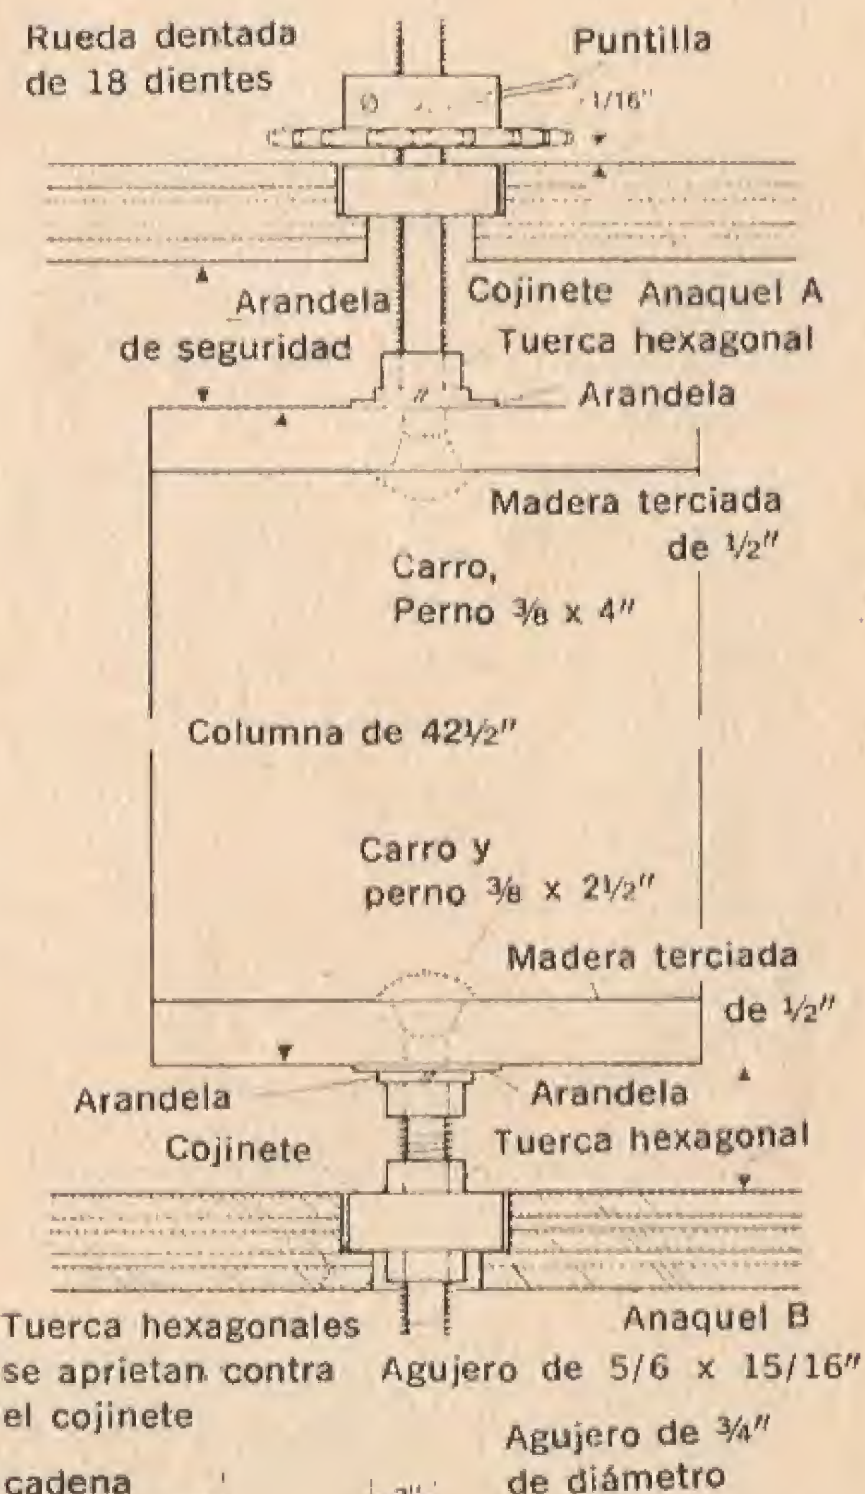 Rueda dentada
de 18 dientes
Puntilla
1/16"
Arandela
de seguridad
Cojinete Anaquel A
Tuerca hexagonal
Arandela
Madera terciada
de ½"
Carro,
Perno ⅜ x 4"
Columna de 42½"
Carro y
perno ⅜ x 2½"
Madera terciada
de ½"
Arandela
Arandela
Cojinete
Tuerca hexagonal
Tuerca hexagonales
se aprietan contra
el cojinete
Anaquel B
Agujero de 5/6 x 15/16"
Agujero de ¾"
de diámetro
cadena